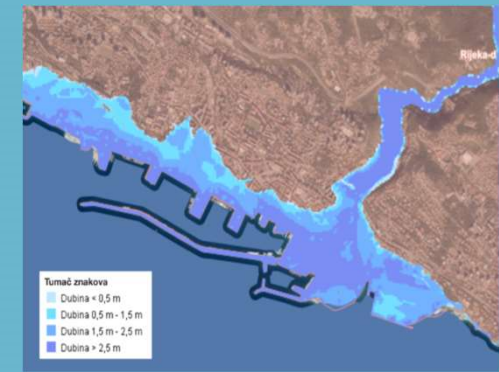 Rijeka-d
Tumač znakova
Dubina < 0,5 m
Dubina 0,5 m - 1,5 m
Dubina 1,5 m - 2,5 m
Dubina > 2,5 m